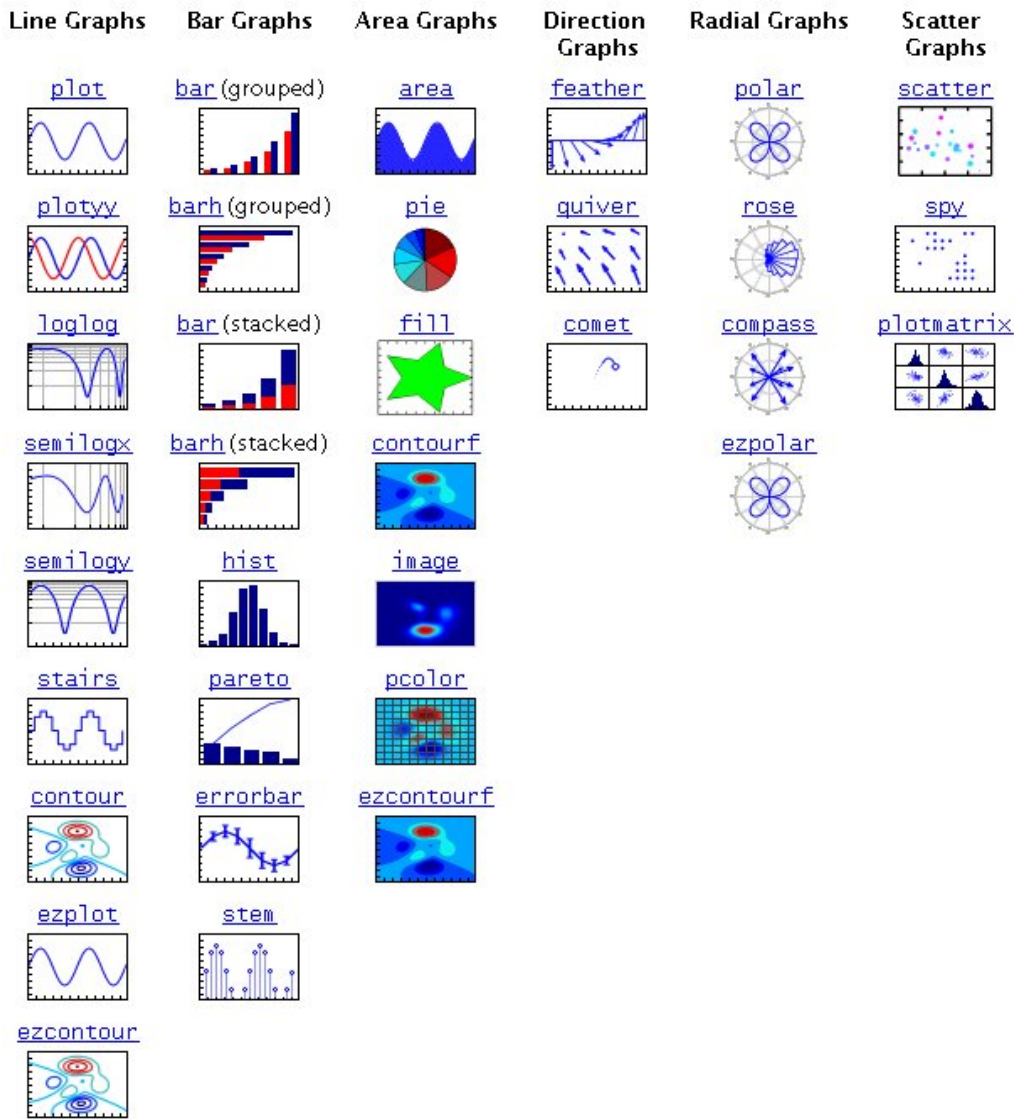 Line Graphs Bar Graphs Area Graphs Direction Graphs Radial Graphs Scatter Graphs
plot bar (grouped) area feather polar scatter
plotyy barh (grouped) pie quiver rose spy
loglog bar (stacked) fill comet compass plotmatrix
semilogx barh (stacked) contourf ezpolar
semilogy hist image
stairs pareto pcolor
contour errorbar ezcontourf
ezplot stem
ezcontour